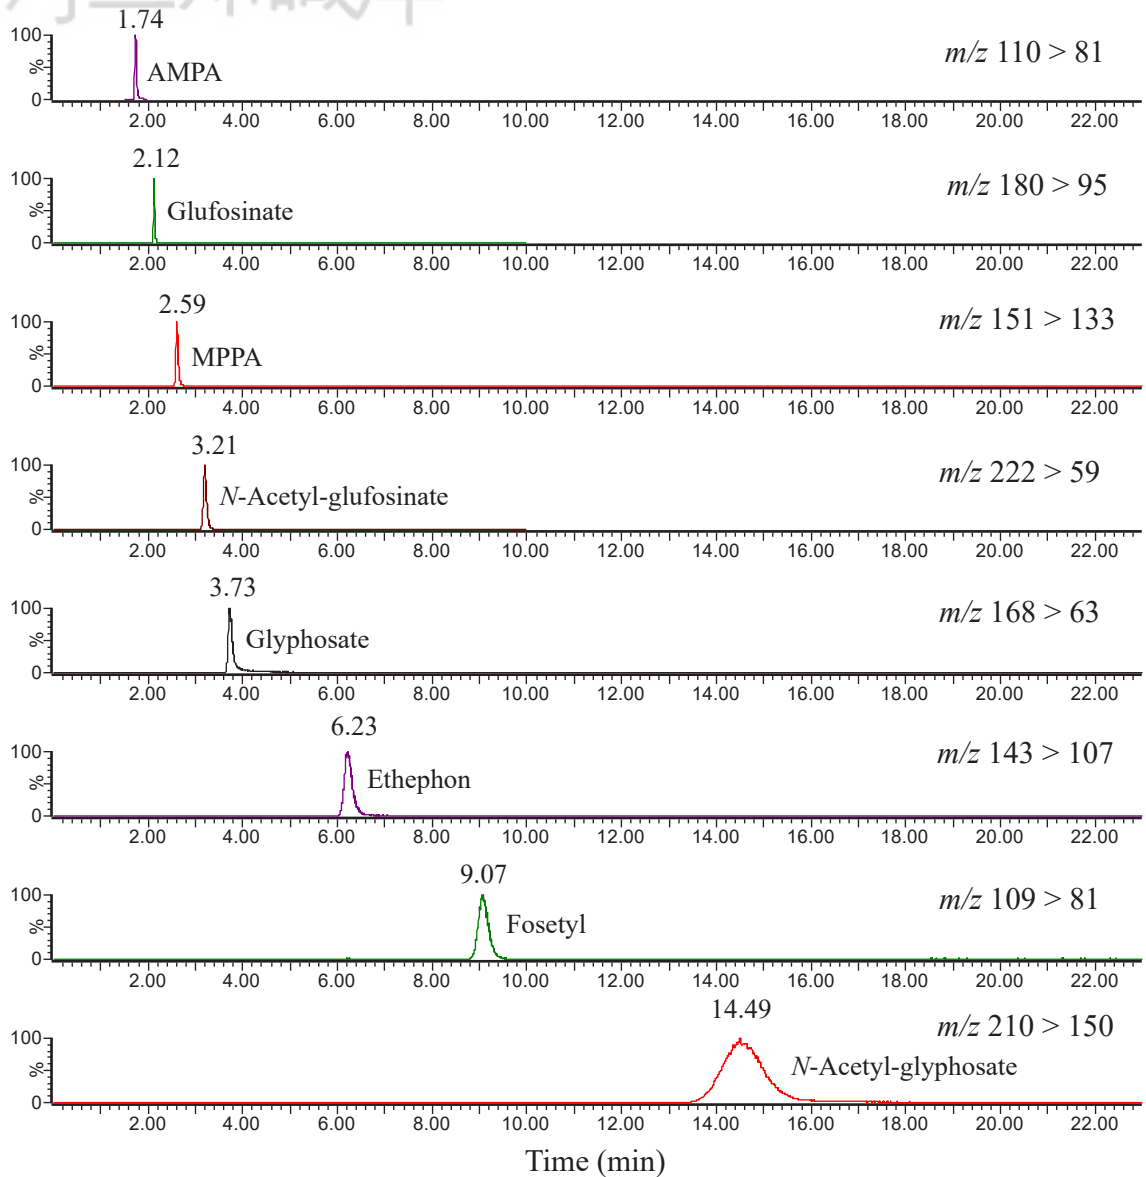 1.74
100
%
0
AMPA
m/z 110 > 81
2.00 4.00 6.00 8.00 10.00 12.00 14.00 16.00 18.00 20.00 22.00
2.12
100
%
0
Glufosinate
m/z 180 > 95
2.00 4.00 6.00 8.00 10.00 12.00 14.00 16.00 18.00 20.00 22.00
2.59
100
%
0
MPPA
m/z 151 > 133
2.00 4.00 6.00 8.00 10.00 12.00 14.00 16.00 18.00 20.00 22.00
3.21
100
%
0
N-Acetyl-glufosinate
m/z 222 > 59
2.00 4.00 6.00 8.00 10.00 12.00 14.00 16.00 18.00 20.00 22.00
3.73
100
%
0
Glyphosate
m/z 168 > 63
2.00 4.00 6.00 8.00 10.00 12.00 14.00 16.00 18.00 20.00 22.00
6.23
100
%
0
Ethephon
m/z 143 > 107
2.00 4.00 6.00 8.00 10.00 12.00 14.00 16.00 18.00 20.00 22.00
9.07
100
%
0
Fosetyl
m/z 109 > 81
2.00 4.00 6.00 8.00 10.00 12.00 14.00 16.00 18.00 20.00 22.00
14.49
100
%
0
N-Acetyl-glyphosate
m/z 210 > 150
2.00 4.00 6.00 8.00 10.00 12.00 14.00 16.00 18.00 20.00 22.00
Time (min)